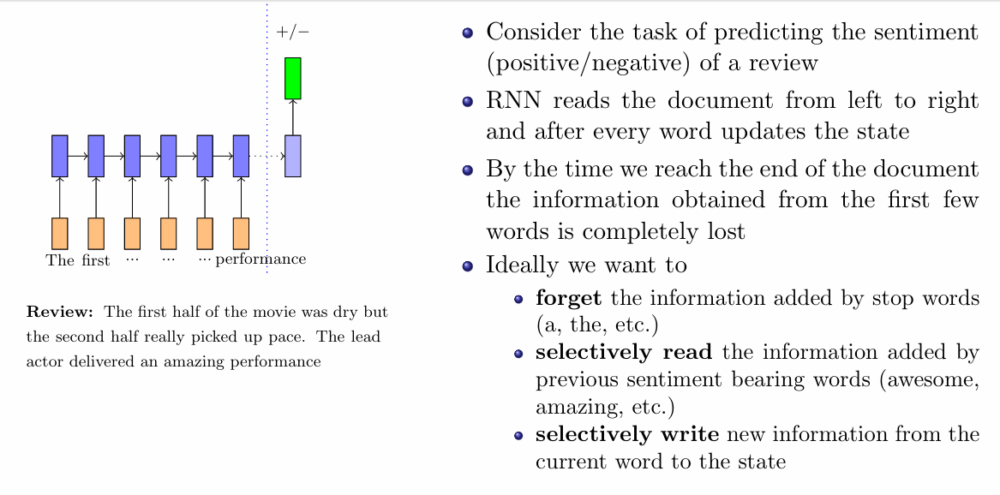 +/−
The first ... ... ... performance
Review: The first half of the movie was dry but
the second half really picked up pace. The lead
actor delivered an amazing performance
Consider the task of predicting the sentiment
(positive/negative) of a review
RNN reads the document from left to right
and after every word updates the state
By the time we reach the end of the document
the information obtained from the first few
words is completely lost
Ideally we want to
forget the information added by stop words
(a, the, etc.)
selectively read the information added by
previous sentiment bearing words (awesome,
amazing, etc.)
selectively write new information from the
current word to the state